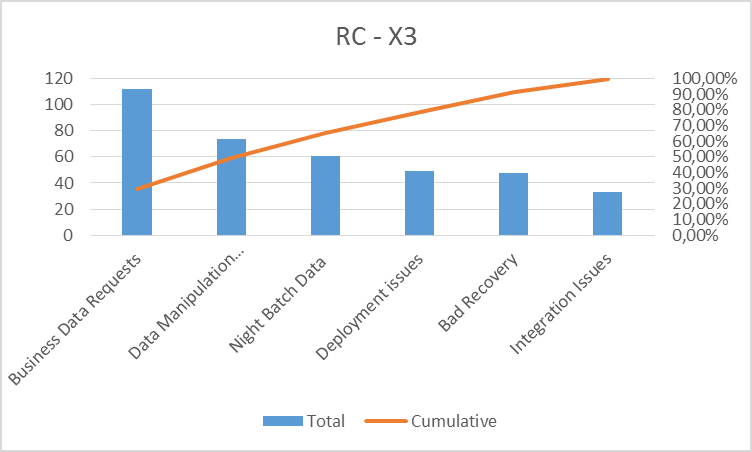 RC - X3
120
100
80
60
40
20
0
100,00%
90,00%
80,00%
70,00%
60,00%
50,00%
40,00%
30,00%
20,00%
10,00%
0,00%
Business Data Requests
Data Manipulation...
Night Batch Data
Deployment issues
Bad Recovery
Integration Issues
Total
Cumulative